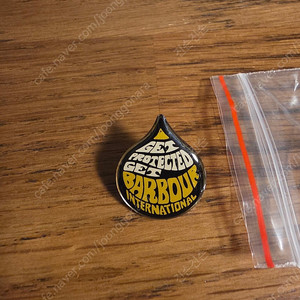 GET
PROTECTED
GET
BARBOUR
INTERNATIONAL